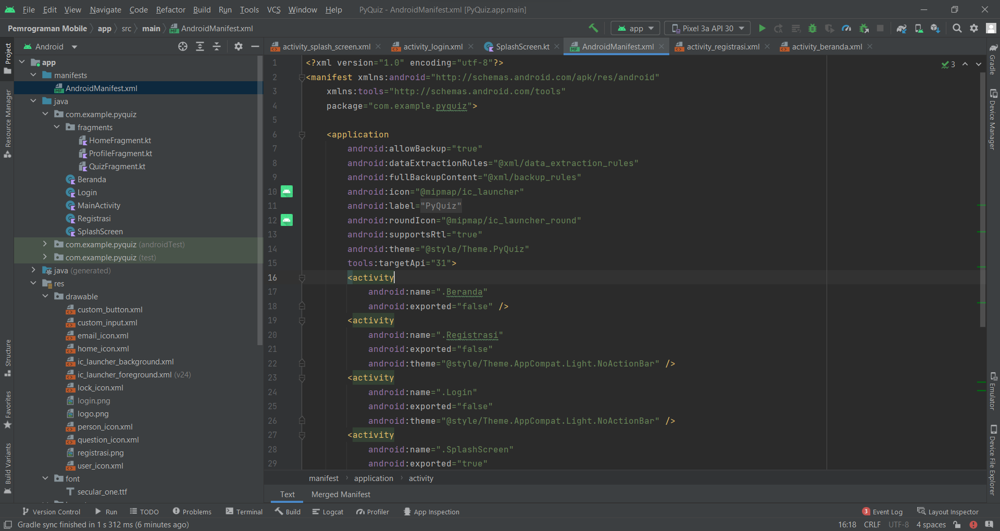 File Edit View Navigate Code Refactor Build Run Tools VCS Window Help PyQuiz - AndroidManifest.xml [PyQuiz.app.main]
Pemrograman Mobile app src main AndroidManifest.xml app Pixel 3a API 30
Android
activity_splash_screen.xml activity_login.xml SplashScreen.kt AndroidManifest.xml activity_registrasi.xml activity_beranda.xml
Project
Resource Manager
Structure
Favorites
Build Variants
app
manifests
AndroidManifest.xml
java
com.example.pyquiz
fragments
HomeFragment.kt
ProfileFragment.kt
QuizFragment.kt
Beranda
Login
MainActivity
Registrasi
SplashScreen
com.example.pyquiz (androidTest)
com.example.pyquiz (test)
java (generated)
res
drawable
custom_button.xml
custom_input.xml
email_icon.xml
home_icon.xml
ic_launcher_background.xml
ic_launcher_foreground.xml (v24)
lock_icon.xml
login.png
logo.png
person_icon.xml
question_icon.xml
registrasi.png
user_icon.xml
font
secular_one.ttf
1 <?xml version="1.0" encoding="utf-8"?>
2 <manifest xmlns:android="http://schemas.android.com/apk/res/android"
3 xmlns:tools="http://schemas.android.com/tools"
4 package="com.example.pyquiz">
5
6 <application
7 android:allowBackup="true"
8 android:dataExtractionRules="@xml/data_extraction_rules"
9 android:fullBackupContent="@xml/backup_rules"
10 android:icon="@mipmap/ic_launcher"
11 android:label="PyQuiz"
12 android:roundIcon="@mipmap/ic_launcher_round"
13 android:supportsRtl="true"
14 android:theme="@style/Theme.PyQuiz"
15 tools:targetApi="31">
16 <activity
17 android:name=".Beranda"
18 android:exported="false" />
19 <activity
20 android:name=".Registrasi"
21 android:exported="false"
22 android:theme="@style/Theme.AppCompat.Light.NoActionBar" />
23 <activity
24 android:name=".Login"
25 android:exported="false"
26 android:theme="@style/Theme.AppCompat.Light.NoActionBar" />
27 <activity
28 android:name=".SplashScreen"
29 android:exported="true"
3
manifest application activity
Text Merged Manifest
Gradle
Device Manager
Emulator
Device File Explorer
Version Control Run TODO Problems Terminal Build Logcat Profiler App Inspection 3 Event Log Layout Inspector
Gradle sync finished in 1 s 312 ms (6 minutes ago) 16:18 CRLF UTF-8 4 spaces